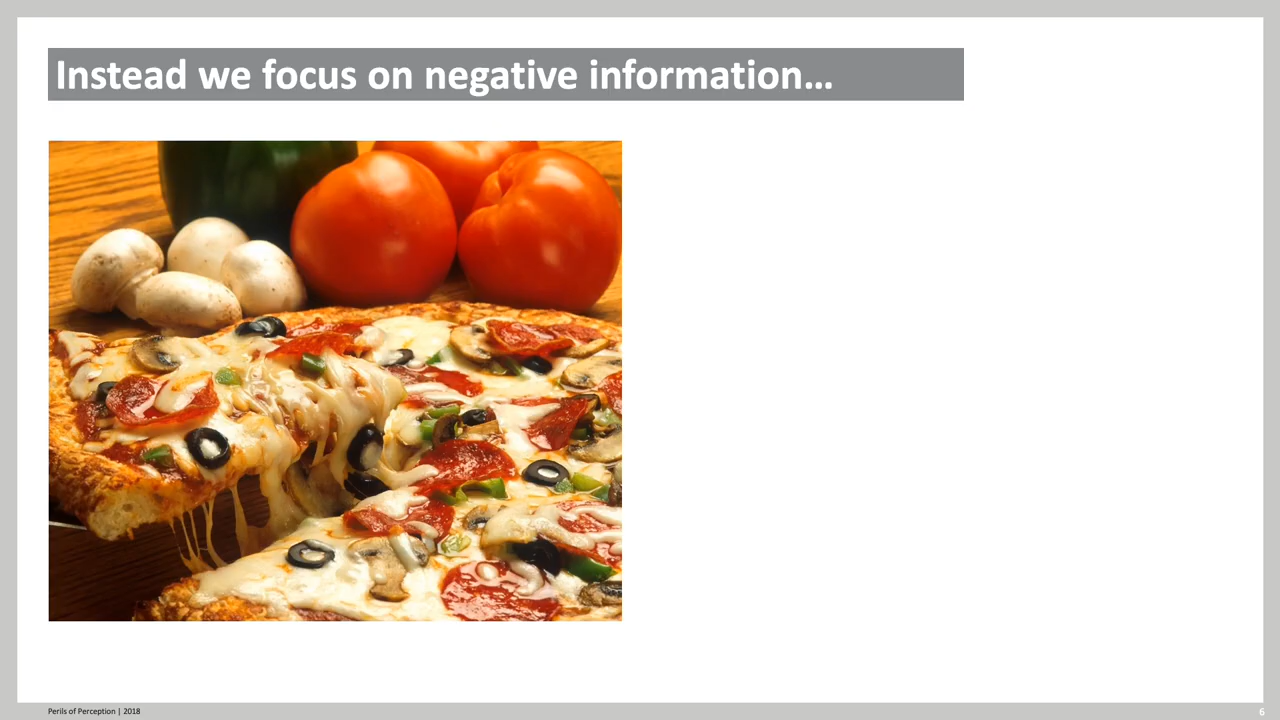 Instead we focus on negative information…
Perils of Perception | 2018
6